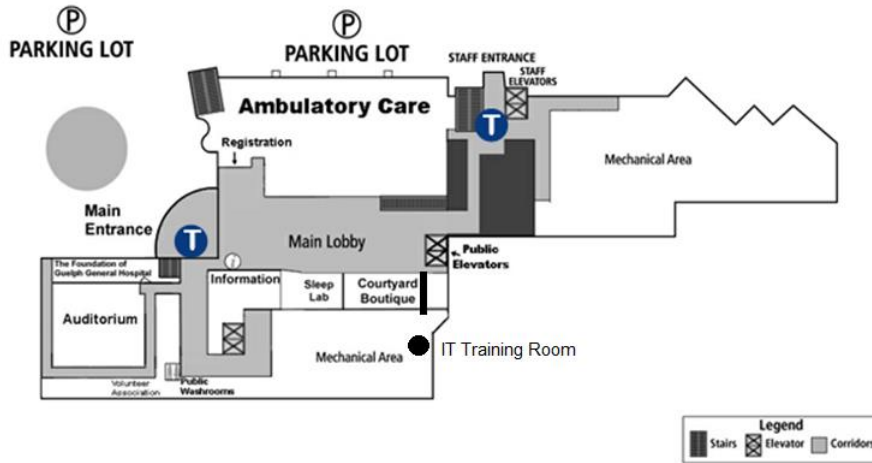 P
PARKING LOT
P
PARKING LOT
STAFF ENTRANCE
STAFF
ELEVATORS
Ambulatory Care
T
Registration
Mechanical Area
Main
Entrance
T
Main Lobby
Public
Elevators
The Foundation of
Guelph General Hospital
i
Information
Sleep
Lab
Courtyard
Boutique
Auditorium
Mechanical Area
IT Training Room
Volunteer
Association
Public
Washrooms
Legend
Stairs
Elevator
Corridors